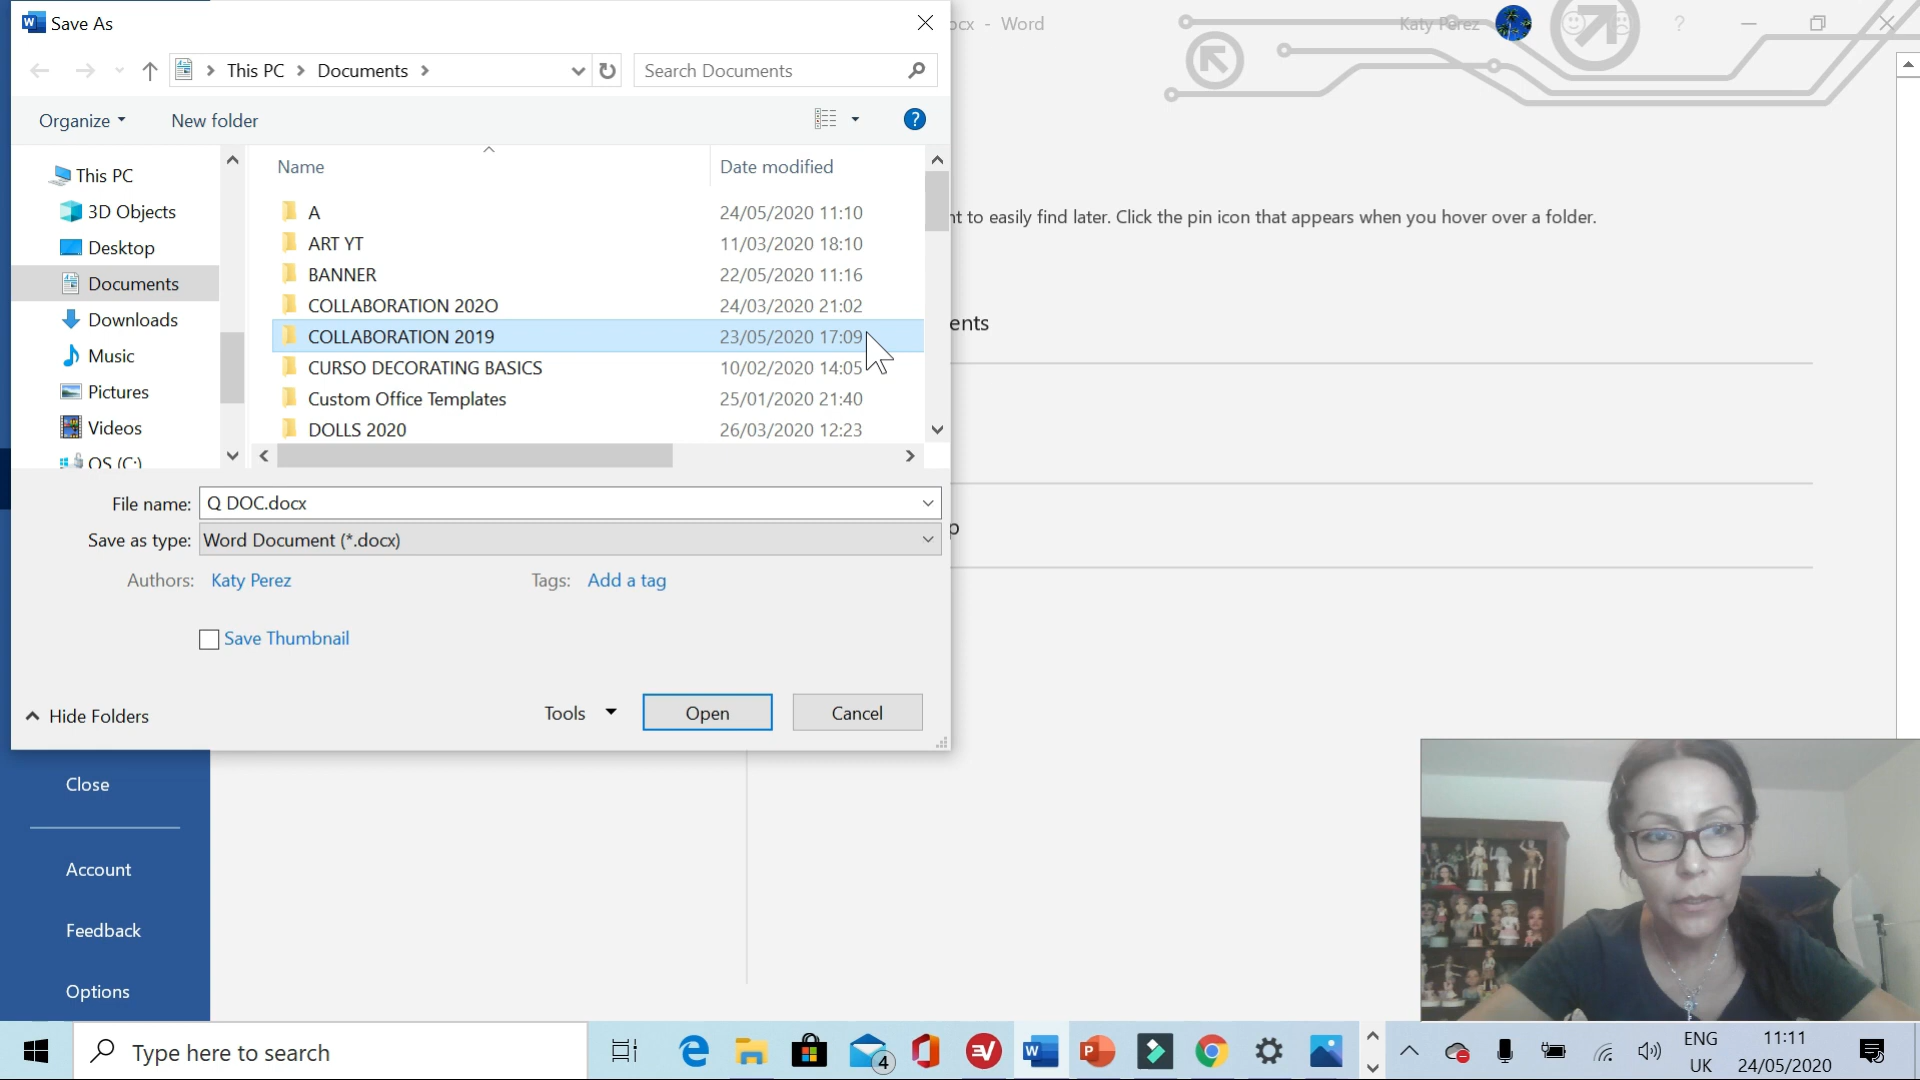 Save As
ocx - Word
Katy Perez
?
This PC
Documents
Search Documents
Organize
New folder
?
Name
Date modified
This PC
3D Objects
Desktop
Documents
Downloads
Music
Pictures
Videos
OS (C:)
A 24/05/2020 11:10
ART YT 11/03/2020 18:10
BANNER 22/05/2020 11:16
COLLABORATION 202O 24/03/2020 21:02
COLLABORATION 2019 23/05/2020 17:09
CURSO DECORATING BASICS 10/02/2020 14:05
Custom Office Templates 25/01/2020 21:40
DOLLS 2020 26/03/2020 12:23
nt to easily find later. Click the pin icon that appears when you hover over a folder.
ents
p
File name: Q DOC.docx
Save as type: Word Document (*.docx)
Authors: Katy Perez
Tags: Add a tag
Save Thumbnail
Hide Folders
Tools
Open
Cancel
Close
Account
Feedback
Options
Type here to search
4
ENG
UK
11:11
24/05/2020